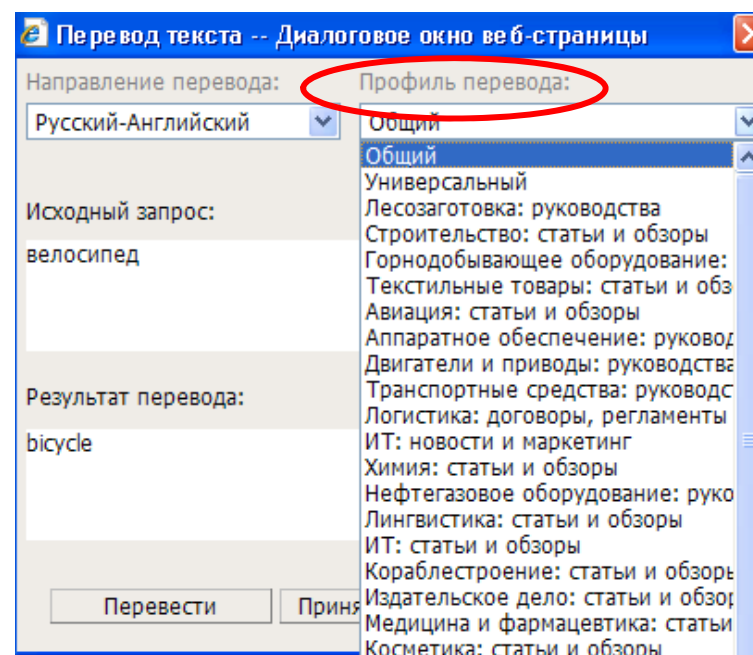 Перевод текста -- Диалоговое окно веб-страницы
Направление перевода:
Профиль перевода:
Русский-Английский
Общий
Общий
Универсальный
Лесозаготовка: руководства
Строительство: статьи и обзоры
Горнодобывающее оборудование:
Текстильные товары: статьи и обз
Авиация: статьи и обзоры
Аппаратное обеспечение: руковод
Двигатели и приводы: руководства
Транспортные средства: руководс
Логистика: договоры, регламенты
ИТ: новости и маркетинг
Химия: статьи и обзоры
Нефтегазовое оборудование: руко
Лингвистика: статьи и обзоры
ИТ: статьи и обзоры
Кораблестроение: статьи и обзоры
Издательское дело: статьи и обзор
Медицина и фармацевтика: статьи
Косметика: статьи и обзоры
Исходный запрос:
велосипед
Результат перевода:
bicycle
Перевести
Приня